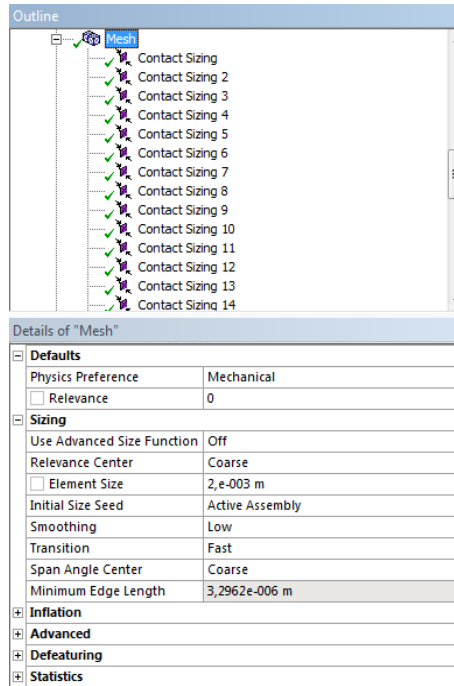 Outline
Mesh
Contact Sizing
Contact Sizing 2
Contact Sizing 3
Contact Sizing 4
Contact Sizing 5
Contact Sizing 6
Contact Sizing 7
Contact Sizing 8
Contact Sizing 9
Contact Sizing 10
Contact Sizing 11
Contact Sizing 12
Contact Sizing 13
Contact Sizing 14
Details of "Mesh"
Defaults
Physics Preference Mechanical
Relevance 0
Sizing
Use Advanced Size Function Off
Relevance Center Coarse
Element Size 2,e-003 m
Initial Size Seed Active Assembly
Smoothing Low
Transition Fast
Span Angle Center Coarse
Minimum Edge Length 3,2962e-006 m
Inflation
Advanced
Defeaturing
Statistics